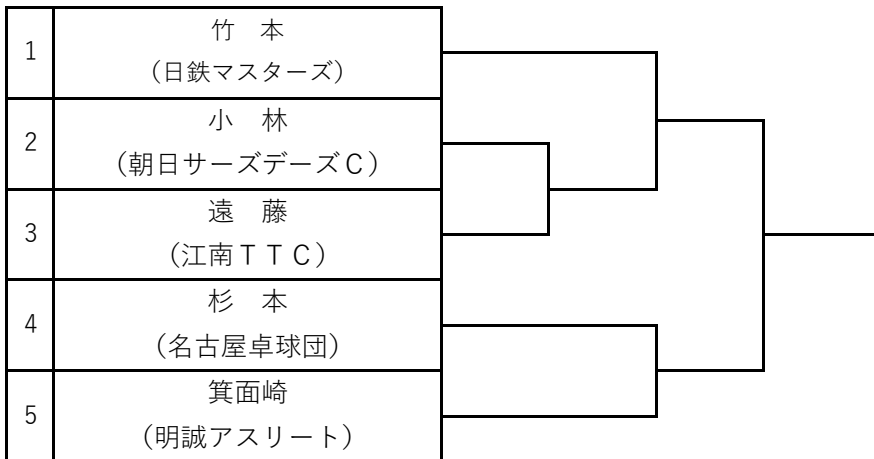 1
竹　本
（日鉄マスターズ）
2
小　林
（朝日サーズデーズＣ）
3
遠　藤
（江南ＴＴＣ）
4
杉　本
（名古屋卓球団）
5
箕面崎
（明誠アスリート）